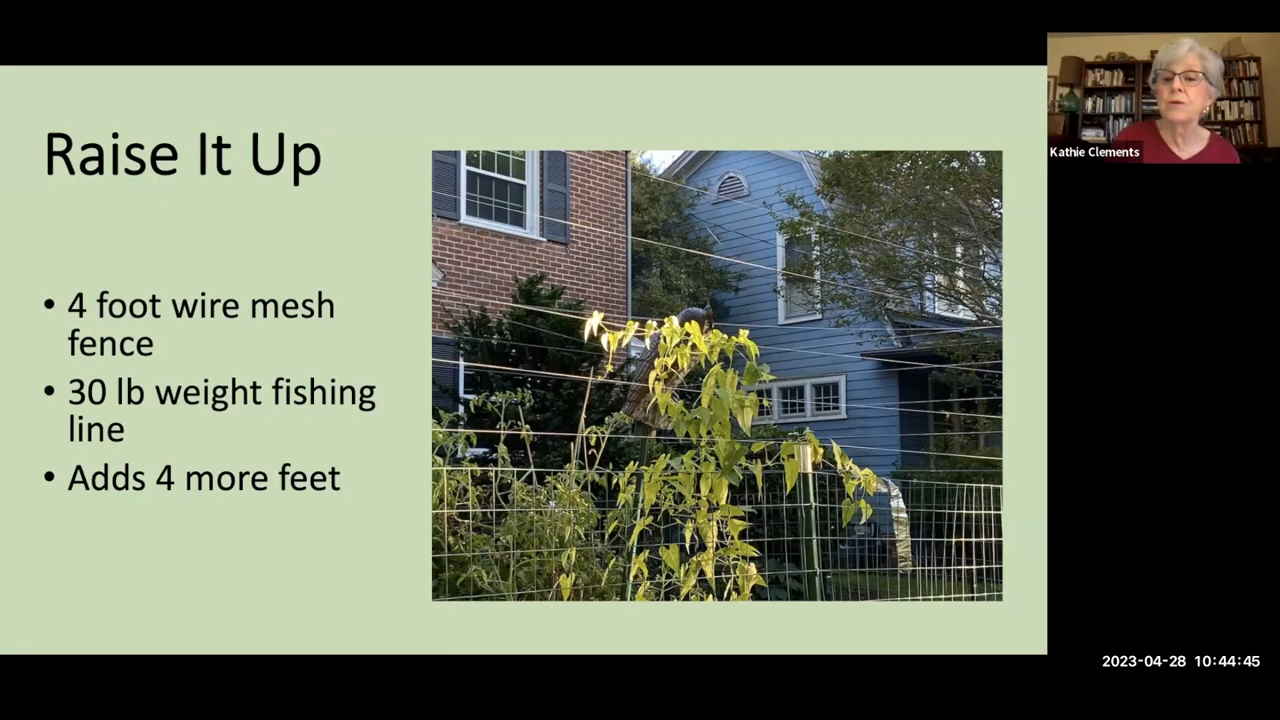 Raise It Up
• 4 foot wire mesh
fence
• 30 lb weight fishing
line
• Adds 4 more feet
Kathie Clements
2023-04-28 10:44:45